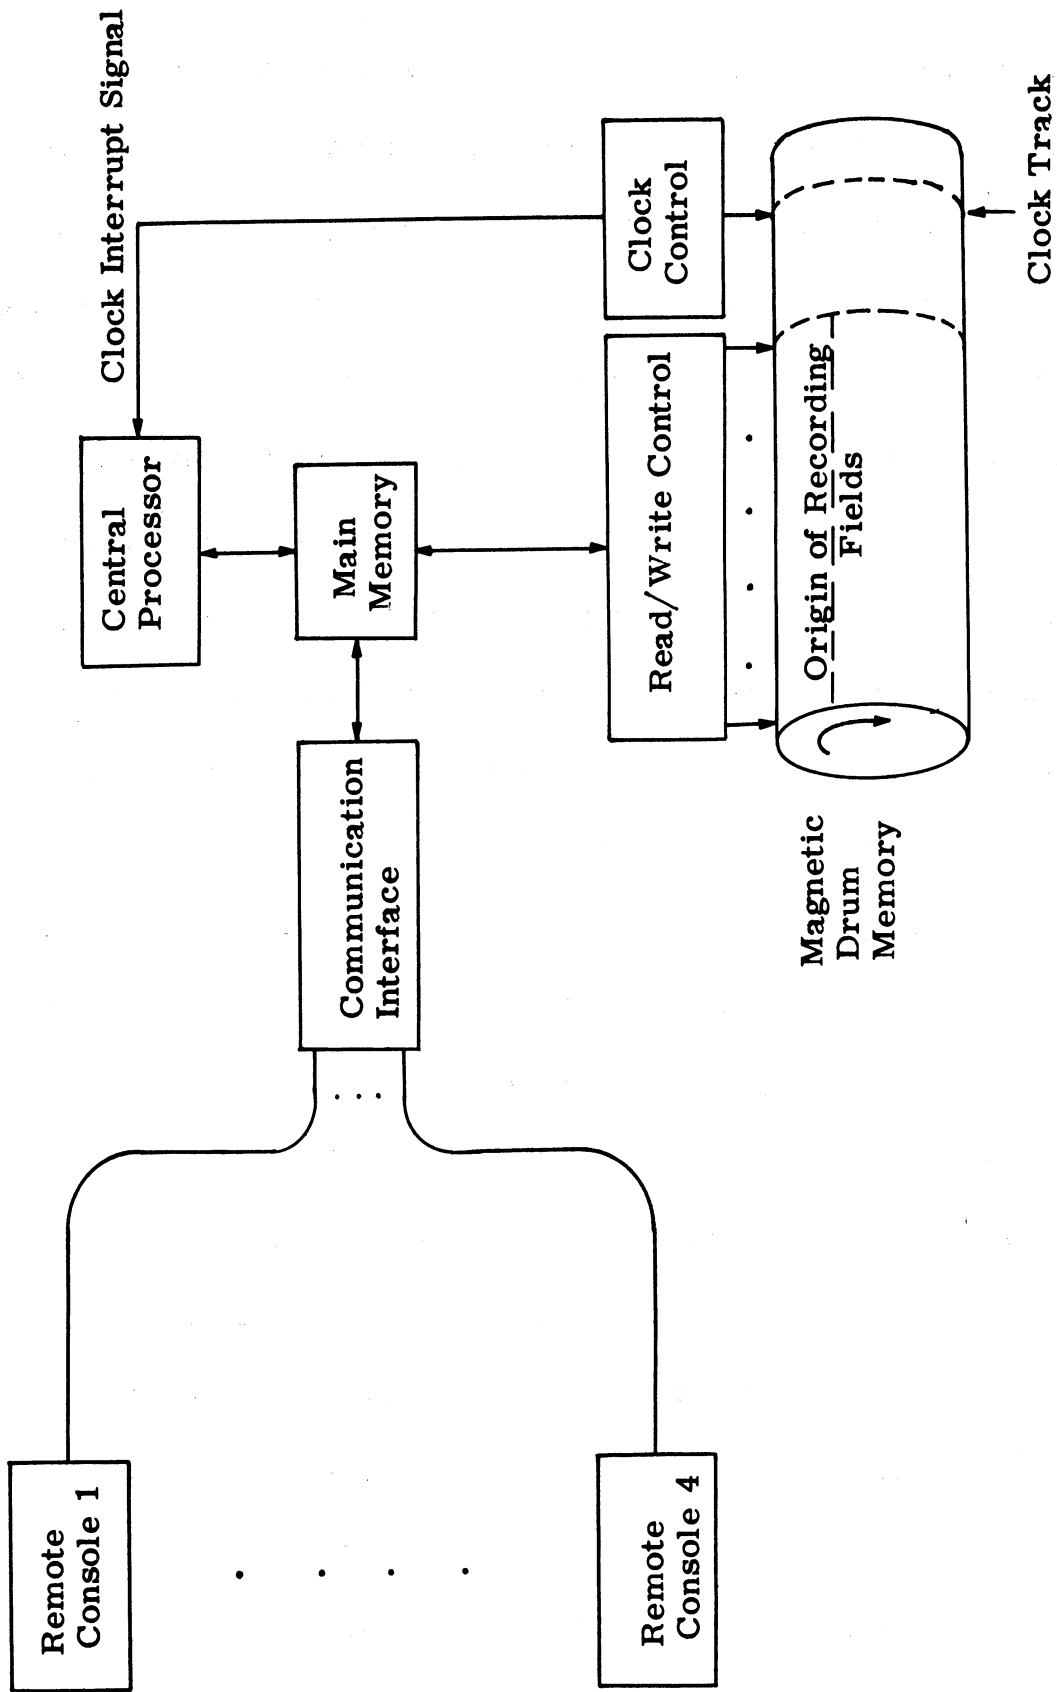 Clock Interrupt Signal
Central
Processor
Main
Memory
Communication
Interface
Remote
Console 1
Remote
Console 4
Read/Write Control
Clock
Control
Origin of Recording
Fields
Magnetic
Drum
Memory
Clock Track